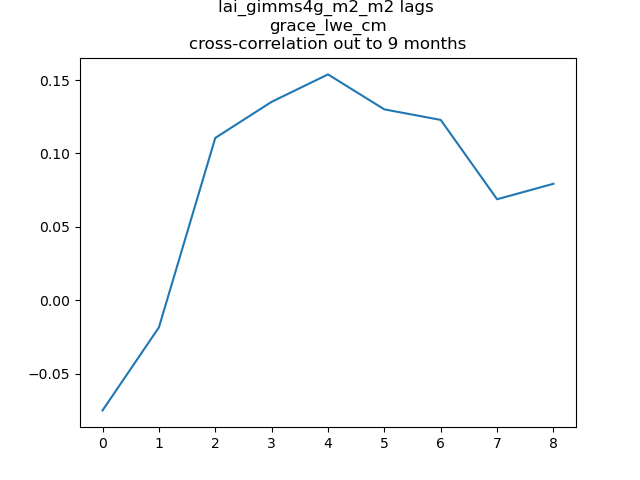 lai_gimms4g_m2_m2 lags
grace_lwe_cm
cross-correlation out to 9 months
0.15
0.10
0.05
0.00
−0.05
0 1 2 3 4 5 6 7 8